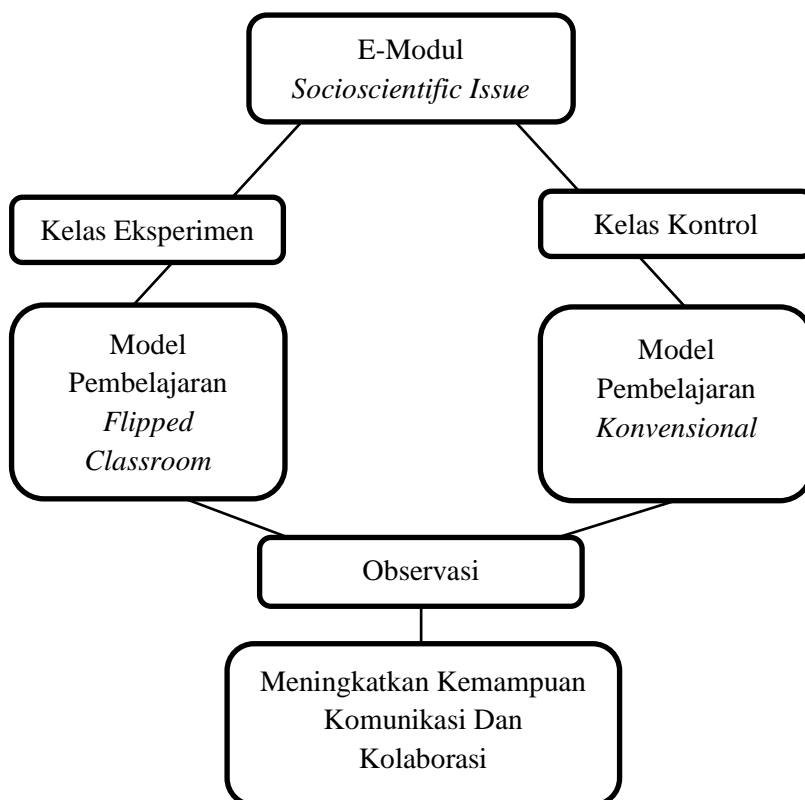 E-Modul
Socioscientific Issue
Kelas Eksperimen
Kelas Kontrol
Model
Pembelajaran
Flipped
Classroom
Model
Pembelajaran
Konvensional
Observasi
Meningkatkan Kemampuan
Komunikasi Dan
Kolaborasi